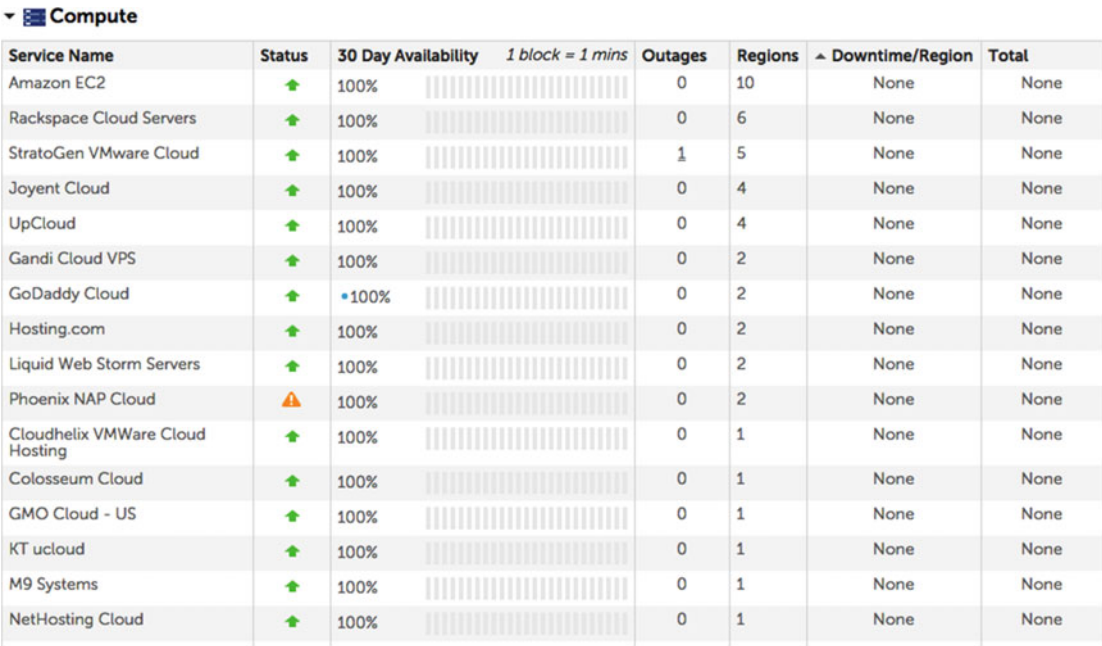 Compute
Service Name Status 30 Day Availability 1 block = 1 mins Outages Regions Downtime/Region Total
Amazon EC2 100% 0 10 None None
Rackspace Cloud Servers 100% 0 6 None None
StratoGen VMware Cloud 100% 1 5 None None
Joyent Cloud 100% 0 4 None None
UpCloud 100% 0 4 None None
Gandi Cloud VPS 100% 0 2 None None
GoDaddy Cloud 100% 0 2 None None
Hosting.com 100% 0 2 None None
Liquid Web Storm Servers 100% 0 2 None None
Phoenix NAP Cloud 100% 0 2 None None
Cloudhelix VMWare Cloud
Hosting 100% 0 1 None None
Colosseum Cloud 100% 0 1 None None
GMO Cloud - US 100% 0 1 None None
KT ucloud 100% 0 1 None None
M9 Systems 100% 0 1 None None
NetHosting Cloud 100% 0 1 None None